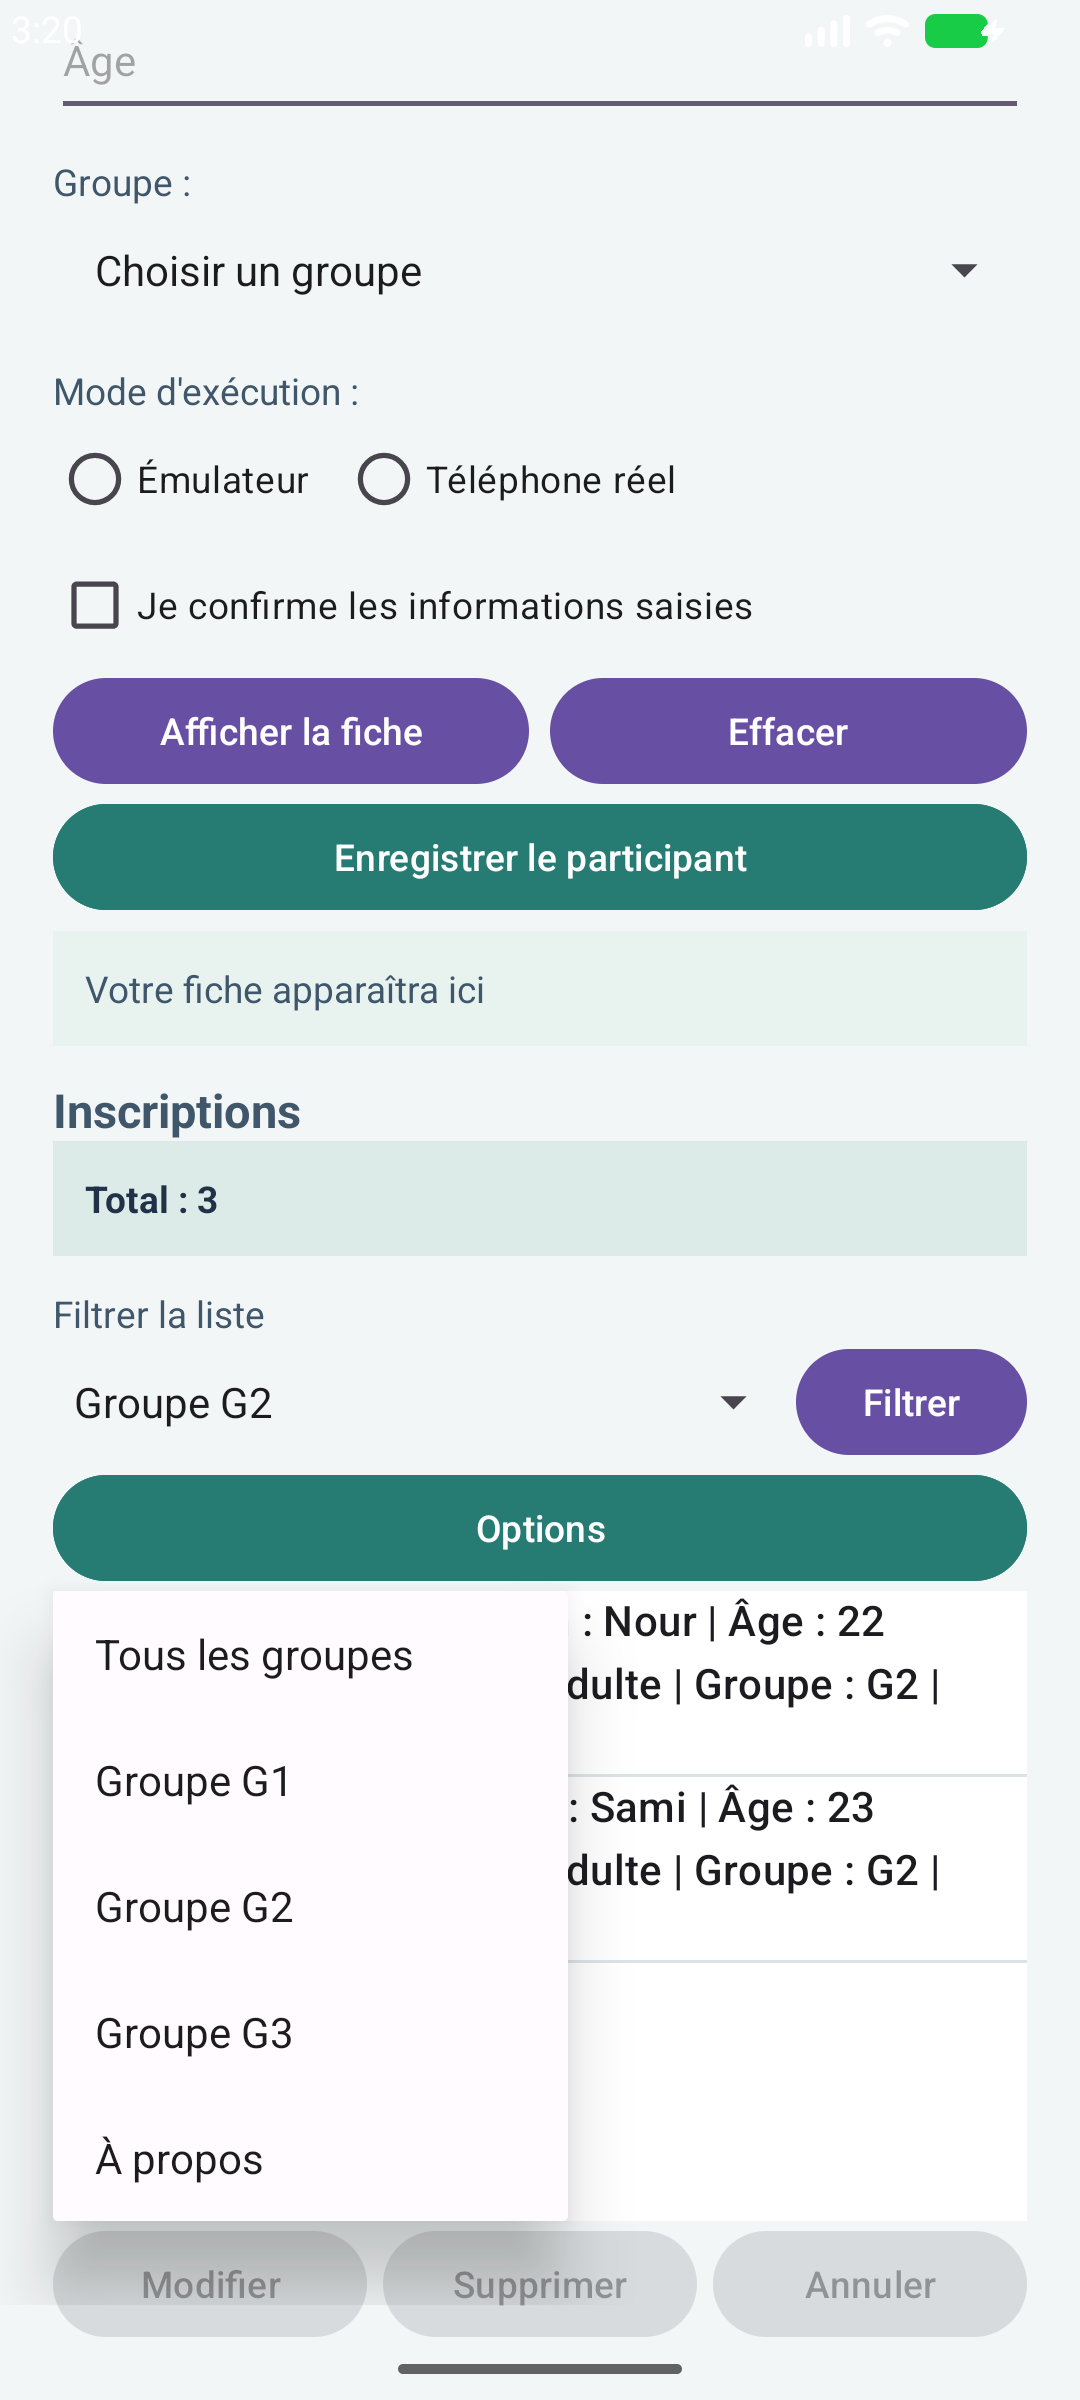 3:20
Âge
Groupe :
Choisir un groupe
Mode d'exécution :
Émulateur
Téléphone réel
Je confirme les informations saisies
Afficher la fiche
Effacer
Enregistrer le participant
Votre fiche apparaîtra ici
Inscriptions
Total : 3
Filtrer la liste
Groupe G2
Filtrer
Options
Tous les groupes
Groupe G1
Groupe G2
Groupe G3
À propos
: Nour | Âge : 22
dulte | Groupe : G2 |
: Sami | Âge : 23
dulte | Groupe : G2 |
Modifier
Supprimer
Annuler